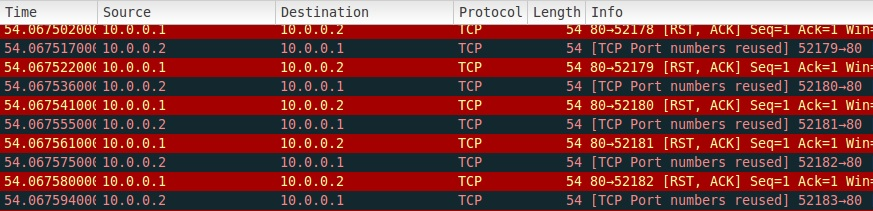 Time Source Destination Protocol Length Info
54.067502000 10.0.0.1 10.0.0.2 TCP 54 80→52178 [RST, ACK] Seq=1 Ack=1 Win=
54.067517000 10.0.0.2 10.0.0.1 TCP 54 [TCP Port numbers reused] 52179→80
54.067522000 10.0.0.1 10.0.0.2 TCP 54 80→52179 [RST, ACK] Seq=1 Ack=1 Win=
54.067536000 10.0.0.2 10.0.0.1 TCP 54 [TCP Port numbers reused] 52180→80
54.067541000 10.0.0.1 10.0.0.2 TCP 54 80→52180 [RST, ACK] Seq=1 Ack=1 Win=
54.067555000 10.0.0.2 10.0.0.1 TCP 54 [TCP Port numbers reused] 52181→80
54.067561000 10.0.0.1 10.0.0.2 TCP 54 80→52181 [RST, ACK] Seq=1 Ack=1 Win=
54.067575000 10.0.0.2 10.0.0.1 TCP 54 [TCP Port numbers reused] 52182→80
54.067580000 10.0.0.1 10.0.0.2 TCP 54 80→52182 [RST, ACK] Seq=1 Ack=1 Win=
54.067594000 10.0.0.2 10.0.0.1 TCP 54 [TCP Port numbers reused] 52183→80